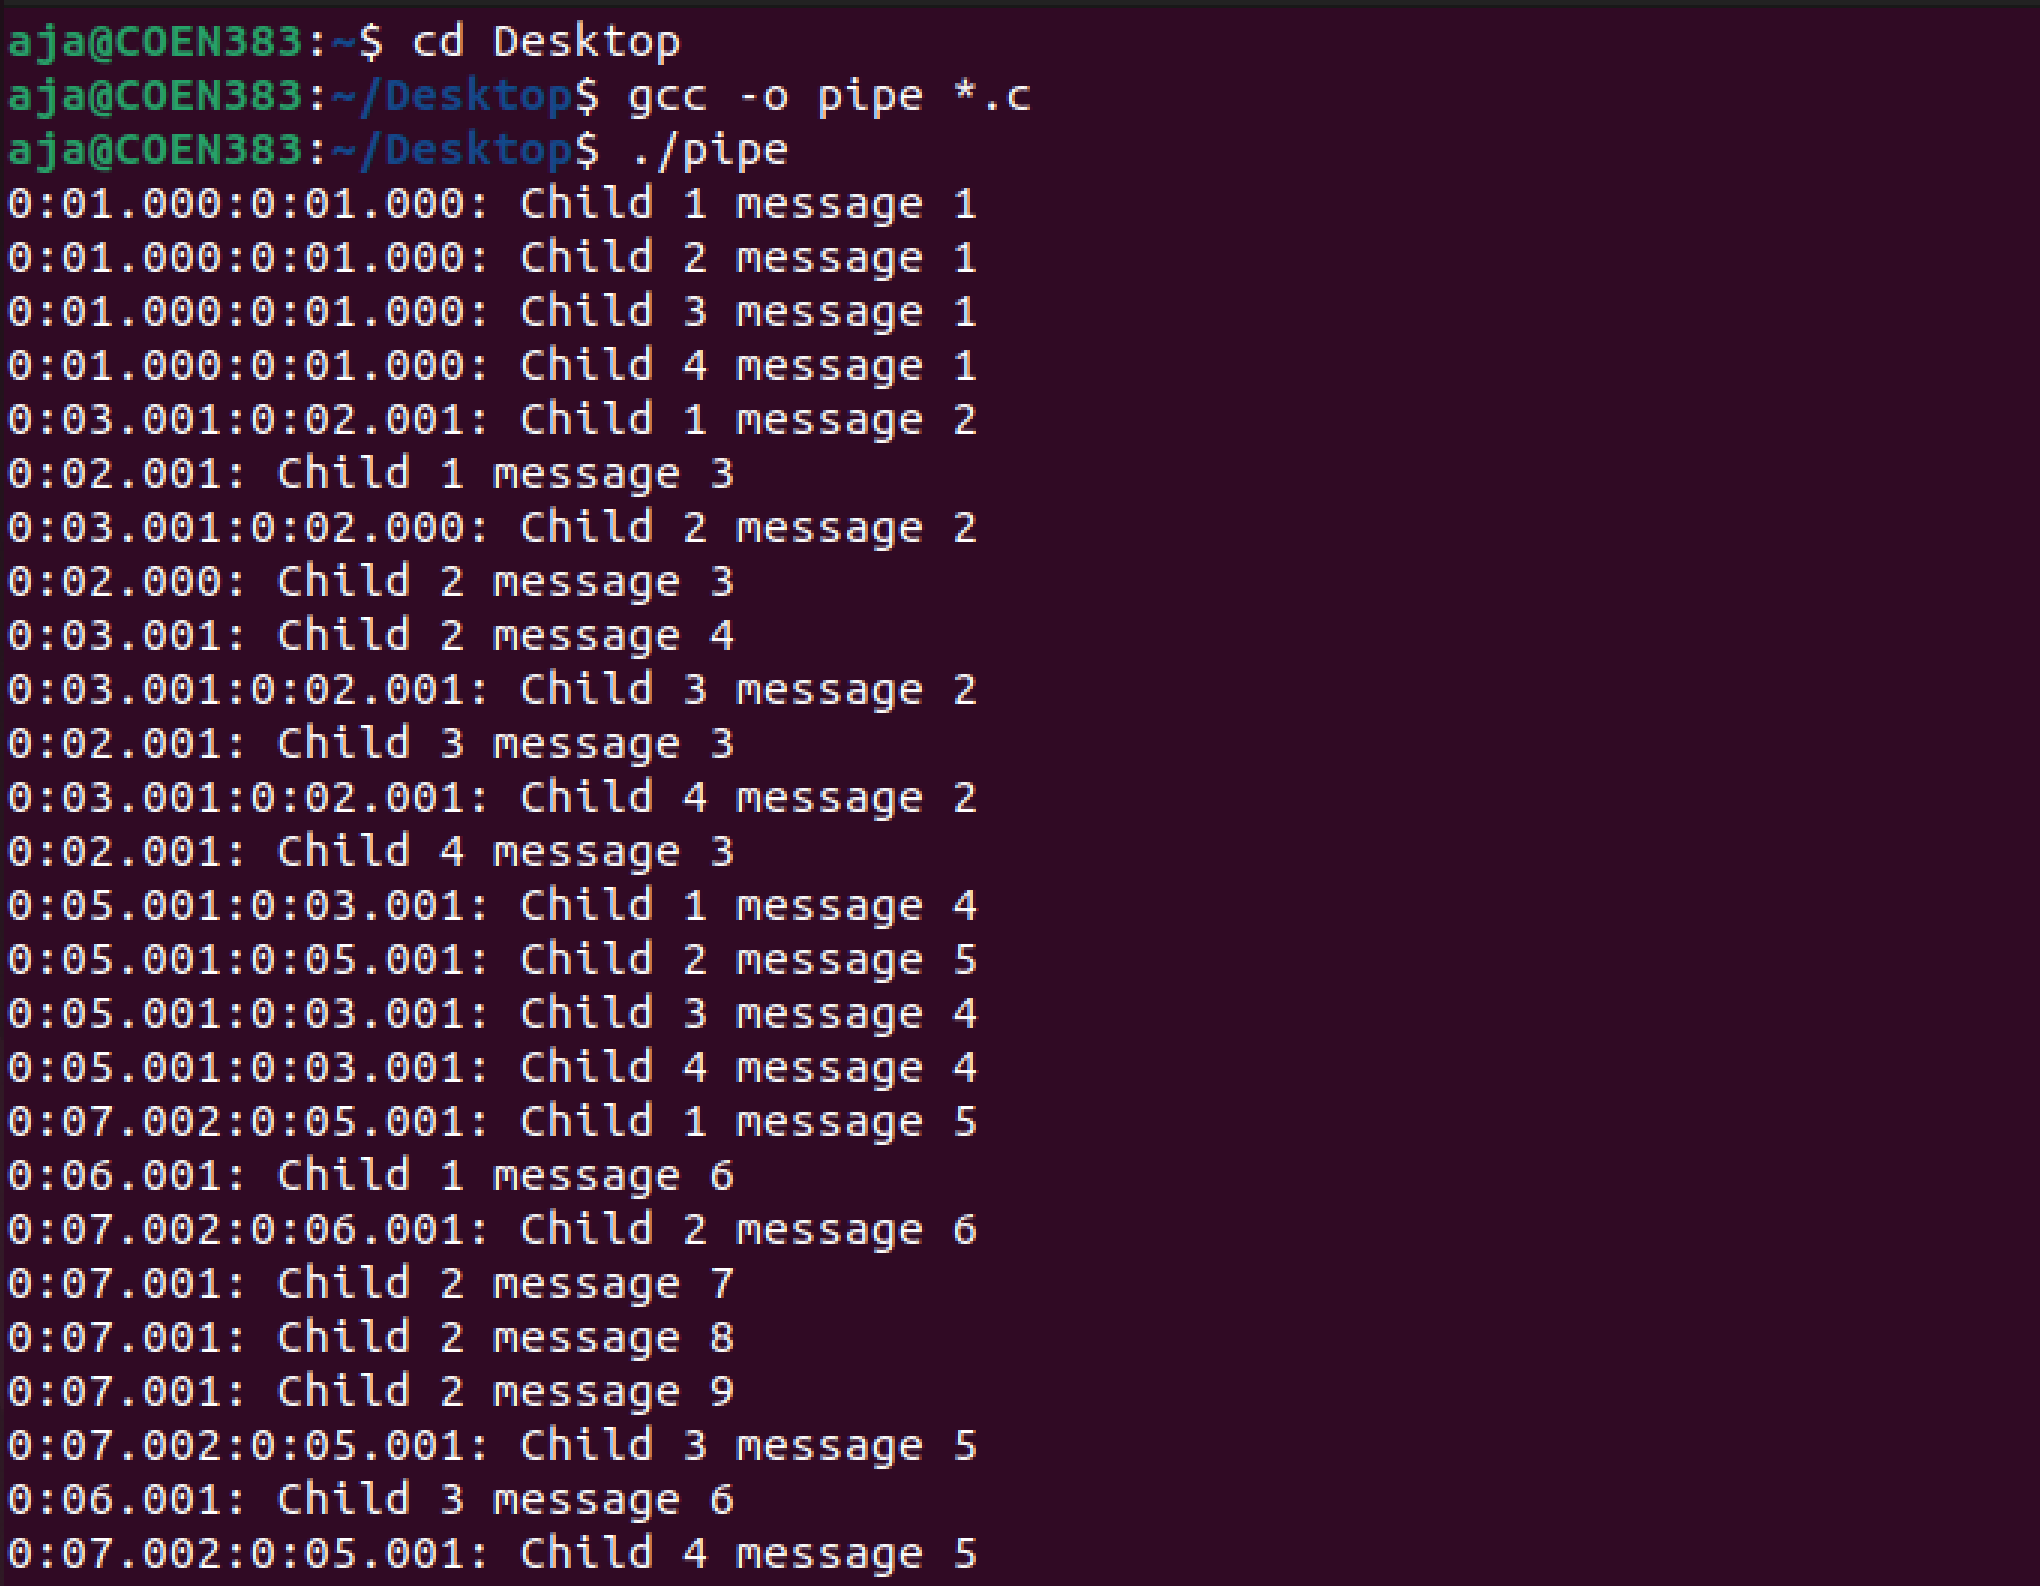 aja@COEN383:~$ cd Desktop
aja@COEN383:~/Desktop$ gcc -o pipe *.c
aja@COEN383:~/Desktop$ ./pipe
0:01.000:0:01.000: Child 1 message 1
0:01.000:0:01.000: Child 2 message 1
0:01.000:0:01.000: Child 3 message 1
0:01.000:0:01.000: Child 4 message 1
0:03.001:0:02.001: Child 1 message 2
0:02.001: Child 1 message 3
0:03.001:0:02.000: Child 2 message 2
0:02.000: Child 2 message 3
0:03.001: Child 2 message 4
0:03.001:0:02.001: Child 3 message 2
0:02.001: Child 3 message 3
0:03.001:0:02.001: Child 4 message 2
0:02.001: Child 4 message 3
0:05.001:0:03.001: Child 1 message 4
0:05.001:0:05.001: Child 2 message 5
0:05.001:0:03.001: Child 3 message 4
0:05.001:0:03.001: Child 4 message 4
0:07.002:0:05.001: Child 1 message 5
0:06.001: Child 1 message 6
0:07.002:0:06.001: Child 2 message 6
0:07.001: Child 2 message 7
0:07.001: Child 2 message 8
0:07.001: Child 2 message 9
0:07.002:0:05.001: Child 3 message 5
0:06.001: Child 3 message 6
0:07.002:0:05.001: Child 4 message 5